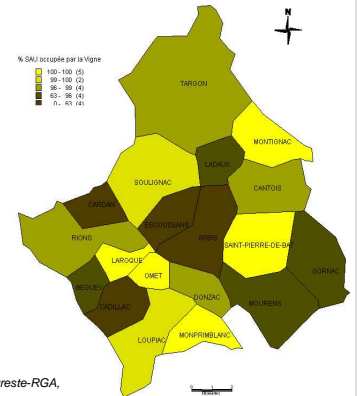 N
% SAU occupée par la Vigne
100 - 100 (5)
99 - 100 (2)
96 - 99 (4)
63 - 96 (4)
0 - 63 (4)
TARGON
MONTIGNAC
LADAUX
SOULIGNAC
CANTOIS
CARDAN
ESCOUSSANS
RIONS
ARBIS
SAINT-PIERRE-DE-BAT
LAROQUE
GORNAC
OMET
BEGUEY
DONZAC
CADILLAC
MOURENS
LOUPIAC
MONPRIMBLANC
reste-RGA,